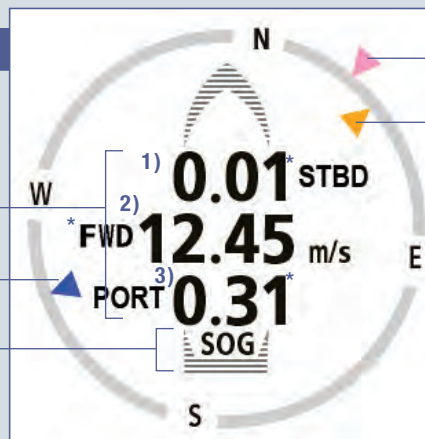 N
1) 0.01* STBD
W
2)
* FWD 12.45 m/s
E
3)
PORT 0.31*
SOG
S